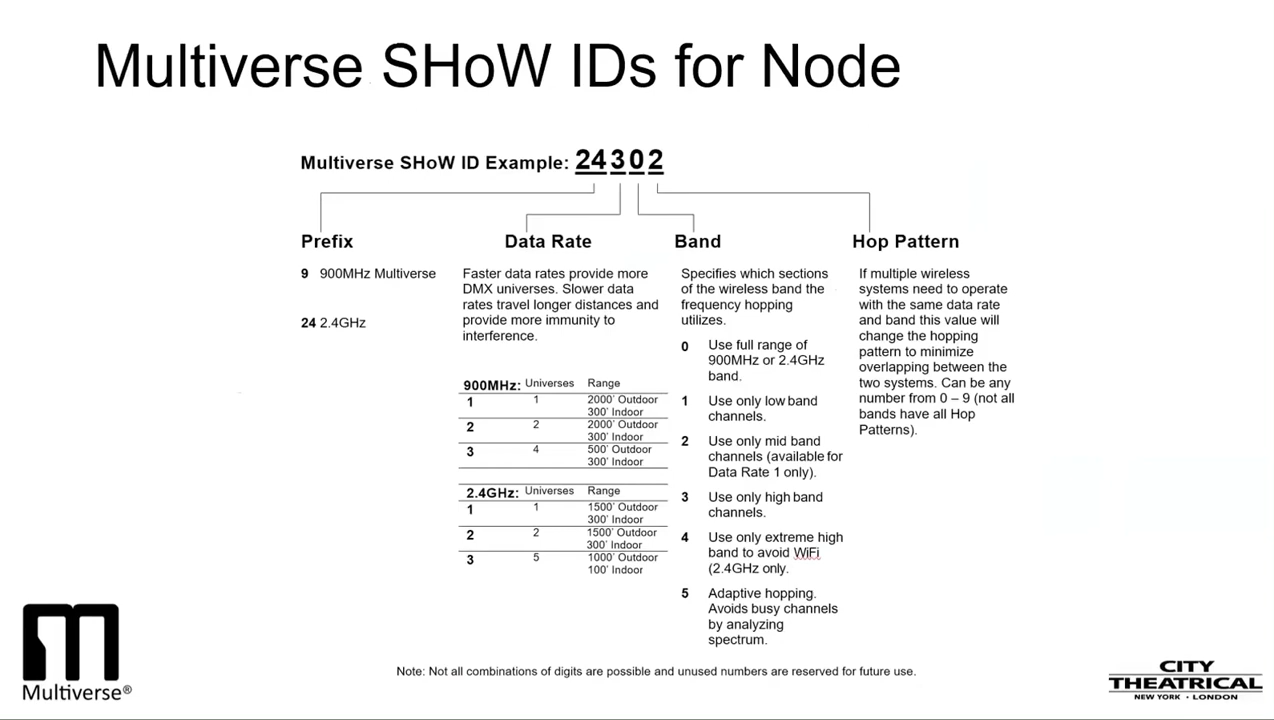 Multiverse SHoW IDs for Node
Multiverse SHoW ID Example: 24302
Prefix
9 900MHz Multiverse
24 2.4GHz
Data Rate
Faster data rates provide more
DMX universes. Slower data
rates travel longer distances and
provide more immunity to
interference.
900MHz: Universes Range
1 1 2000' Outdoor
300' Indoor
2 2 2000' Outdoor
300' Indoor
3 4 500' Outdoor
300' Indoor
2.4GHz: Universes Range
1 1 1500' Outdoor
300' Indoor
2 2 1500' Outdoor
300' Indoor
3 5 1000' Outdoor
100' Indoor
Band
Specifies which sections
of the wireless band the
frequency hopping
utilizes.
0 Use full range of
900MHz or 2.4GHz
band.
1 Use only low band
channels.
2 Use only mid band
channels (available for
Data Rate 1 only).
3 Use only high band
channels.
4 Use only extreme high
band to avoid WiFi
(2.4GHz only.
5 Adaptive hopping.
Avoids busy channels
by analyzing
spectrum.
Hop Pattern
If multiple wireless
systems need to operate
with the same data rate
and band this value will
change the hopping
pattern to minimize
overlapping between the
two systems. Can be any
number from 0 – 9 (not all
bands have all Hop
Patterns).
Note: Not all combinations of digits are possible and unused numbers are reserved for future use.
Multiverse®
CITY
THEATRICAL
NEW YORK • LONDON